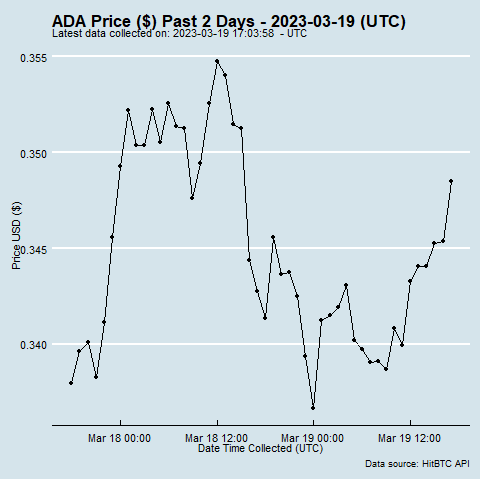 ADA Price ($) Past 2 Days - 2023-03-19 (UTC)
Latest data collected on: 2023-03-19 17:03:58 - UTC
0.355
0.350
0.345
0.340
Price USD ($)
Mar 18 00:00 Mar 18 12:00 Mar 19 00:00 Mar 19 12:00
Date Time Collected (UTC)
Data source: HitBTC API